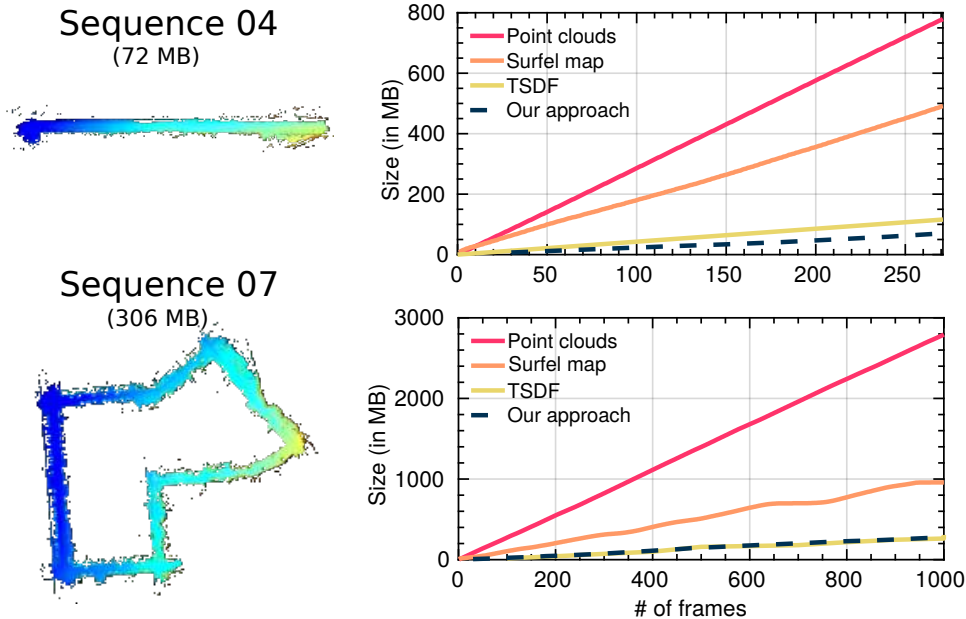 Sequence 04
(72 MB)
800
600
400
200
0
Size (in MB)
Point clouds
Surfel map
TSDF
Our approach
0 50 100 150 200 250
Sequence 07
(306 MB)
3000
2000
1000
0
Size (in MB)
Point clouds
Surfel map
TSDF
Our approach
0 200 400 600 800 1000
# of frames